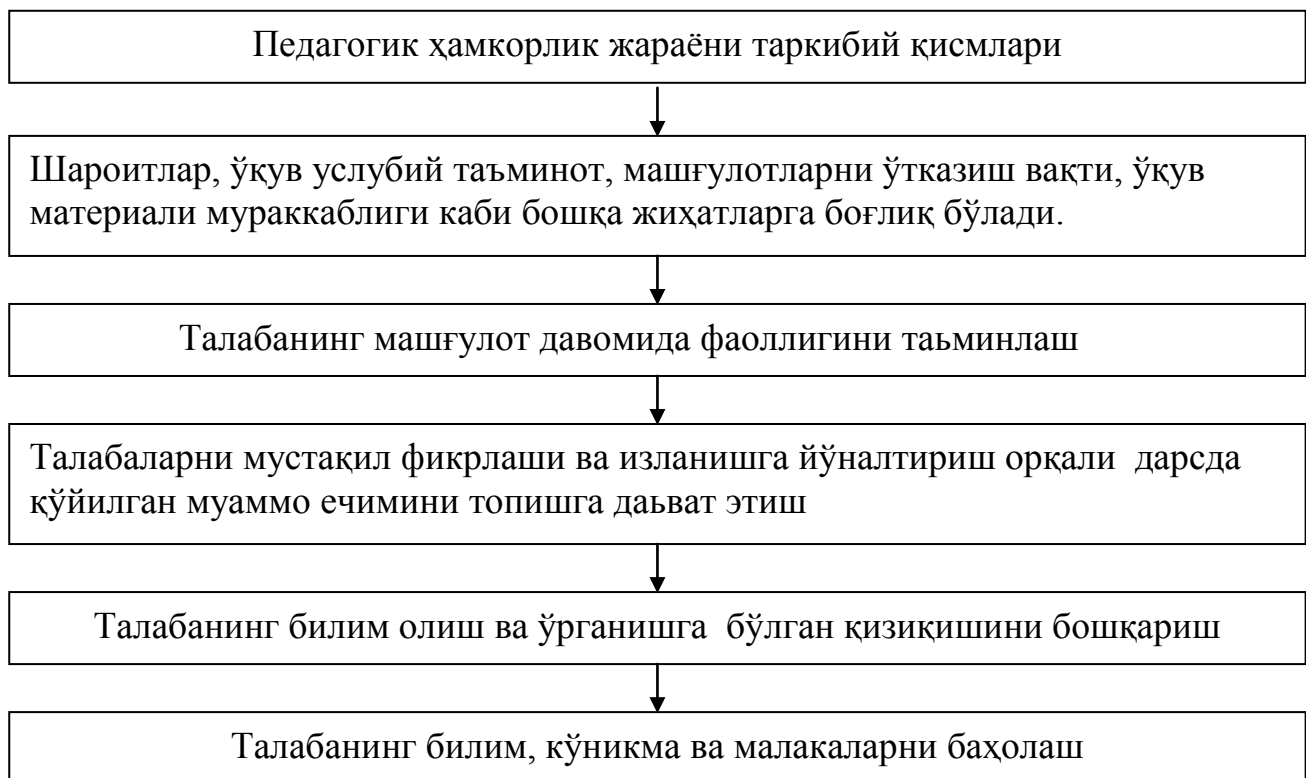 Педагогик ҳамкорлик жараёни таркибий қисмлари
Шароитлар, ўқув услубий таъминот, машғулотларни ўтказиш вақти, ўқув
материали мураккаблиги каби бошқа жиҳатларга боғлиқ бўлади.
Талабанинг машғулот давомида фаоллигини таьминлаш
Талабаларни мустақил фикрлаши ва изланишга йўналтириш орқали дарсда
қўйилган муаммо ечимини топишга даьват этиш
Талабанинг билим олиш ва ўрганишга бўлган қизиқишини бошқариш
Талабанинг билим, кўникма ва малакаларни баҳолаш